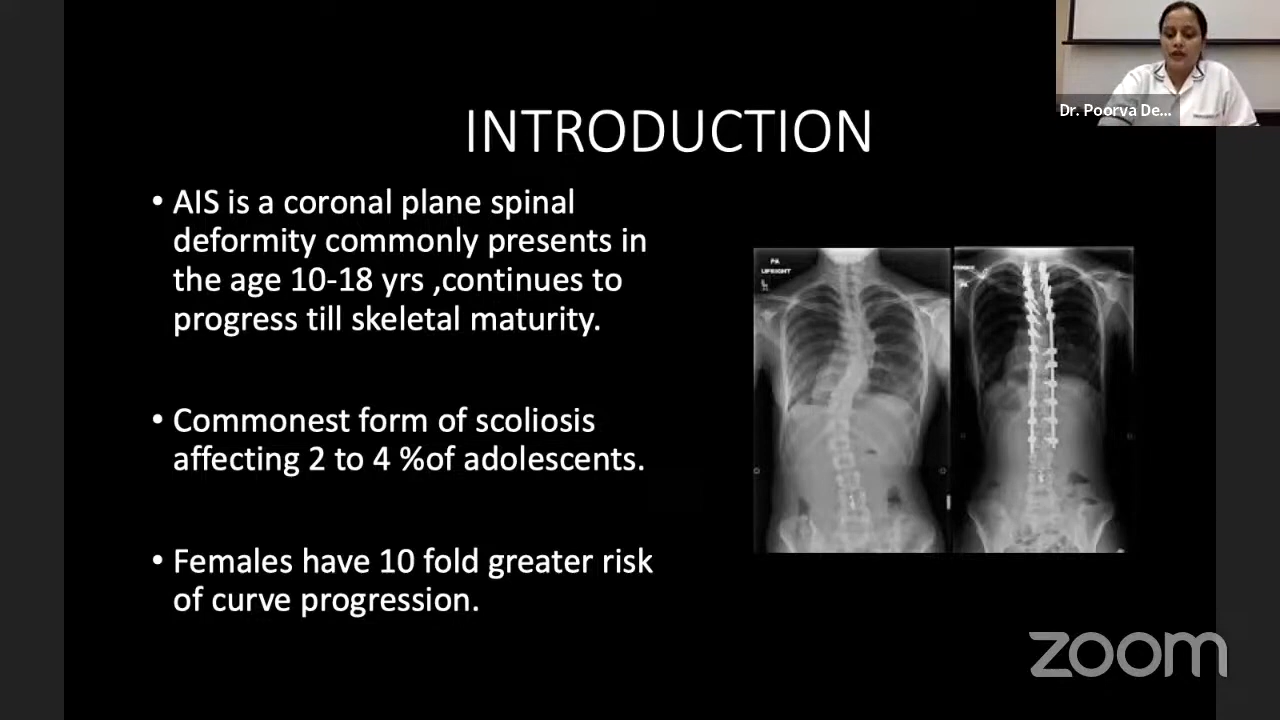 Dr. Poorva De...
INTRODUCTION
• AIS is a coronal plane spinal
deformity commonly presents in
the age 10-18 yrs ,continues to
progress till skeletal maturity.
• Commonest form of scoliosis
affecting 2 to 4 %of adolescents.
• Females have 10 fold greater risk
of curve progression.
PA
UPRIGHT
PA
zoom